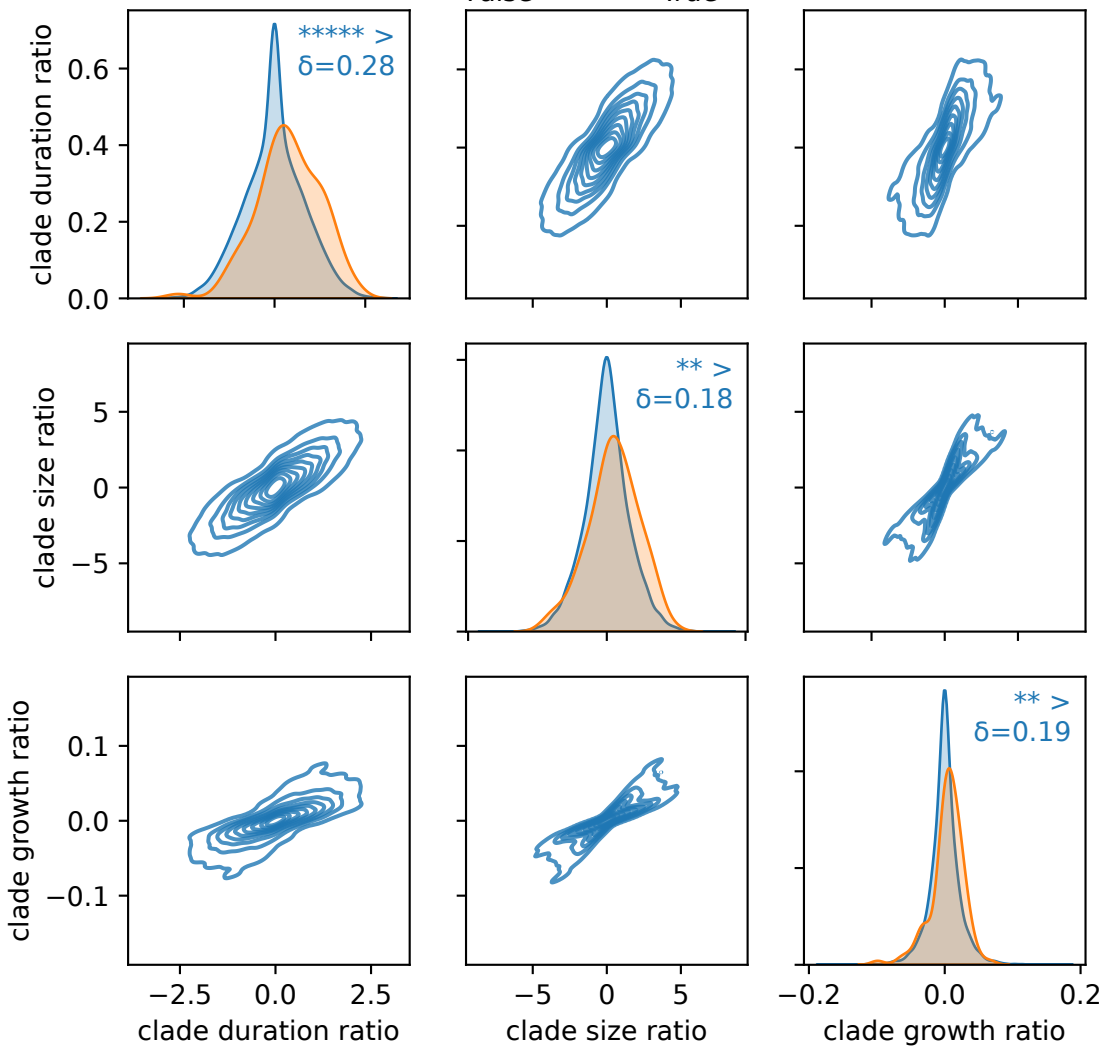 ***** >
δ=0.28
clade duration ratio
0.6
0.4
0.2
0.0
** >
δ=0.18
clade size ratio
5
0
−5
** >
δ=0.19
clade growth ratio
0.1
0.0
−0.1
−2.5 0.0 2.5
−5 0 5
−0.2 0.0 0.2
clade duration ratio
clade size ratio
clade growth ratio